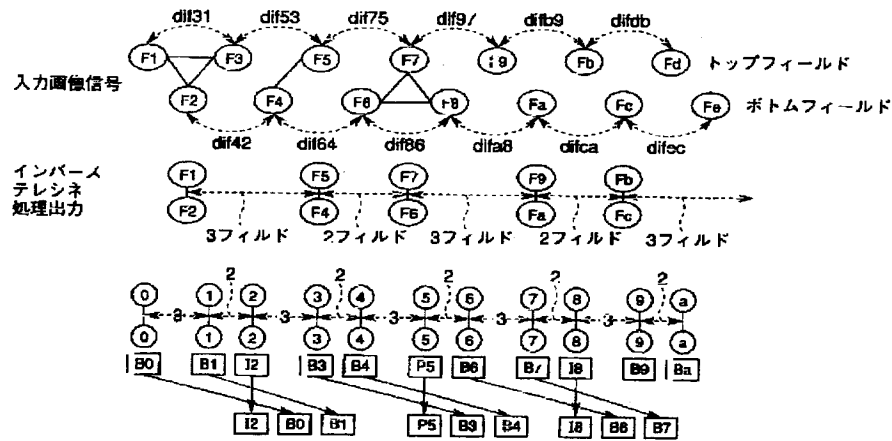 dif31 dif53 dif75 dif97 difb9 difdb
F1 F3 F5 F7 F9 Fb Fd トップフィールド
入力画像信号
F2 F4 F6 F8 Fa Fc Fe ボトムフィールド
dif42 dif64 dif86 difa8 difca difec
インバース
テレシネ
処理出力
F1 F5 F7 F9 Fb
F2 F4 F6 Fa Fc
3フィルド 2フィルド 3フィルド 2フィルド 3フィルド
2 2 2 2 2
0 1 2 3 4 5 6 7 8 9 a
3 3 3 3 3
0 1 2 3 4 5 6 7 8 9 a
B0 B1 I2 B3 B4 P5 B6 B7 I8 B9 Ba
I2 B0 B1 P5 B3 B4 I8 B6 B7